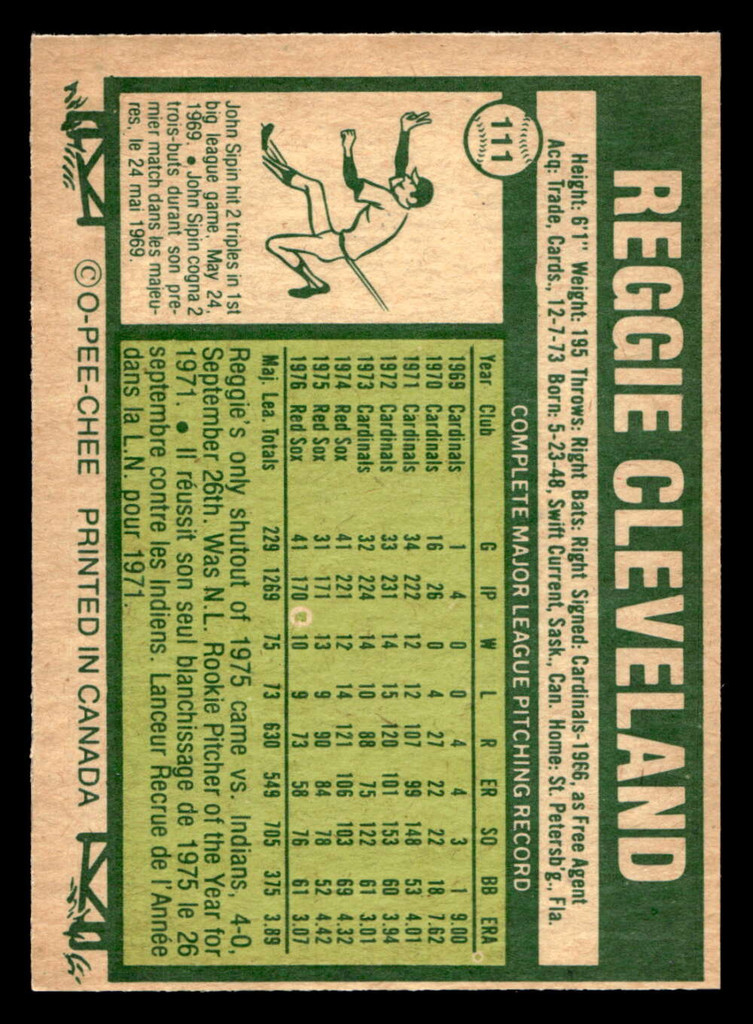 111
REGGIE CLEVELAND
Height: 6'1" Weight: 195 Throws: Right Bats: Right Signed: Cardinals-1966, as Free Agent
Acq: Trade, Cards., 12-7-73 Born: 5-23-48, Swift Current, Sask., Can. Home: St. Petersb'g., Fla.
COMPLETE MAJOR LEAGUE PITCHING RECORD
Year Club G IP W L R ER SO BB ERA
1969 Cardinals 1 4 0 0 4 4 3 1 9.00
1970 Cardinals 16 26 0 4 27 22 22 18 7.62
1971 Cardinals 34 222 12 12 107 99 148 53 4.01
1972 Cardinals 33 231 14 15 120 101 153 60 3.94
1973 Cardinals 32 224 14 10 88 75 122 61 3.01
1974 Red Sox 41 221 12 14 121 106 103 69 4.32
1975 Red Sox 31 171 13 9 90 84 78 52 4.42
1976 Red Sox 41 170 10 9 73 58 76 61 3.07
Maj. Lea. Totals 229 1269 75 73 630 549 705 375 3.89
Reggie's only shutout of 1975 came vs. Indians, 4-0,
September 26th. Was N.L. Rookie Pitcher of the Year for
1971. • Il réussit son seul blanchissage de 1975 le 26
septembre contre les Indiens. Lanceur Recrue de l'Année
dans la L.N. pour 1971.
John Sipin hit 2 triples in 1st
big league game, May 24,
1969. • John Sipin cogna 2
trois-buts durant son pre-
mier match dans les majeu-
res, le 24 mai 1969.
©O-PEE-CHEE PRINTED IN CANADA